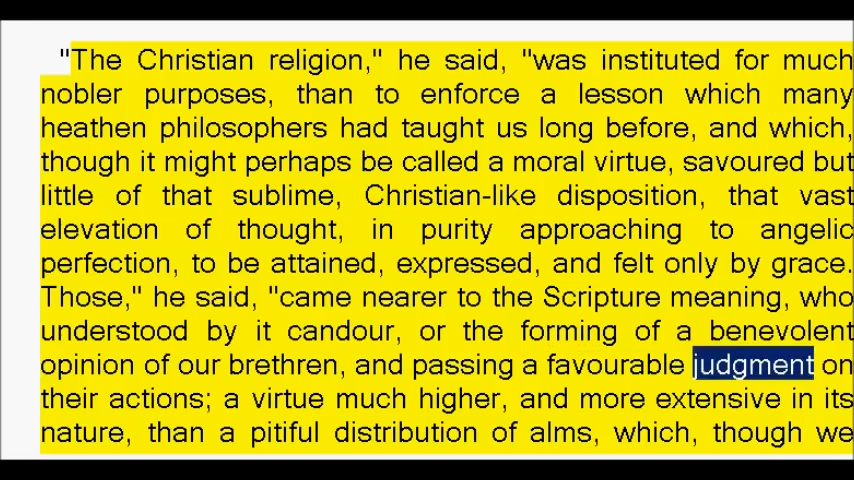 "The Christian religion," he said, "was instituted for much
nobler purposes, than to enforce a lesson which many
heathen philosophers had taught us long before, and which,
though it might perhaps be called a moral virtue, savoured but
little of that sublime, Christian-like disposition, that vast
elevation of thought, in purity approaching to angelic
perfection, to be attained, expressed, and felt only by grace.
Those," he said, "came nearer to the Scripture meaning, who
understood by it candour, or the forming of a benevolent
opinion of our brethren, and passing a favourable judgment on
their actions; a virtue much higher, and more extensive in its
nature, than a pitiful distribution of alms, which, though we